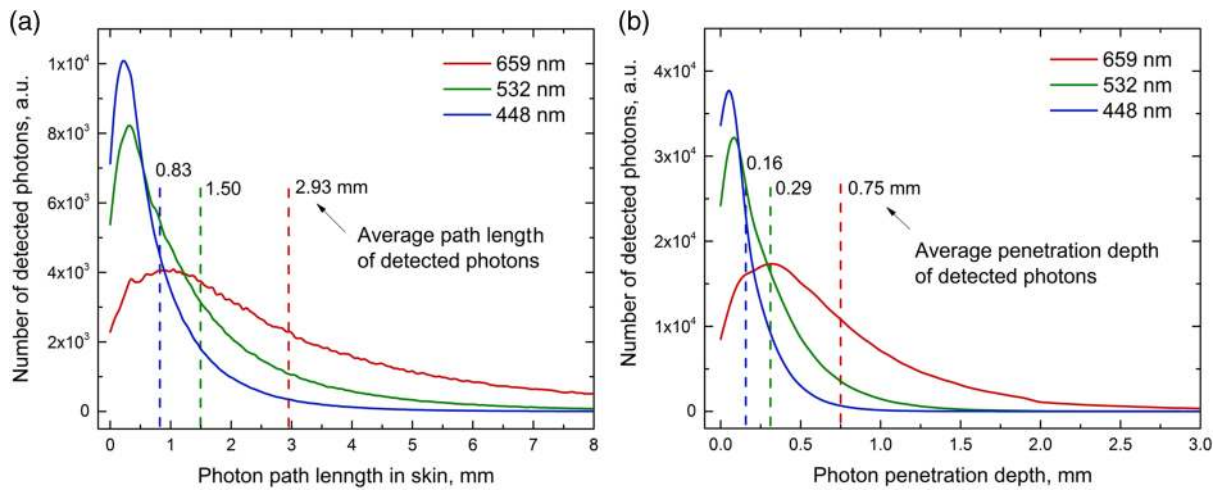 (a)
Number of detected photons, a.u.
1x10⁴
8x10³
6x10³
4x10³
2x10³
0
659 nm
532 nm
448 nm
0.83
1.50
2.93 mm
Average path length
of detected photons
0 1 2 3 4 5 6 7 8
Photon path lenngth in skin, mm
(b)
Number of detected photons, a.u.
4x10⁴
3x10⁴
2x10⁴
1x10⁴
0
659 nm
532 nm
448 nm
0.16
0.29
0.75 mm
Average penetration depth
of detected photons
0.0 0.5 1.0 1.5 2.0 2.5 3.0
Photon penetration depth, mm